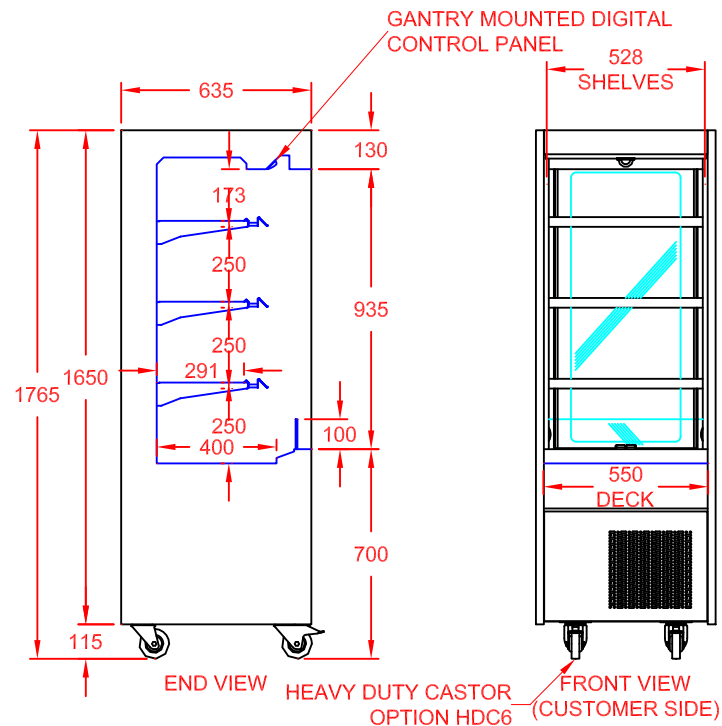 GANTRY MOUNTED DIGITAL
CONTROL PANEL
528
SHELVES
635
130
173
250
935
250
291
1650
1765
250
100
400
550
DECK
700
115
END VIEW
HEAVY DUTY CASTOR
OPTION HDC6
FRONT VIEW
(CUSTOMER SIDE)